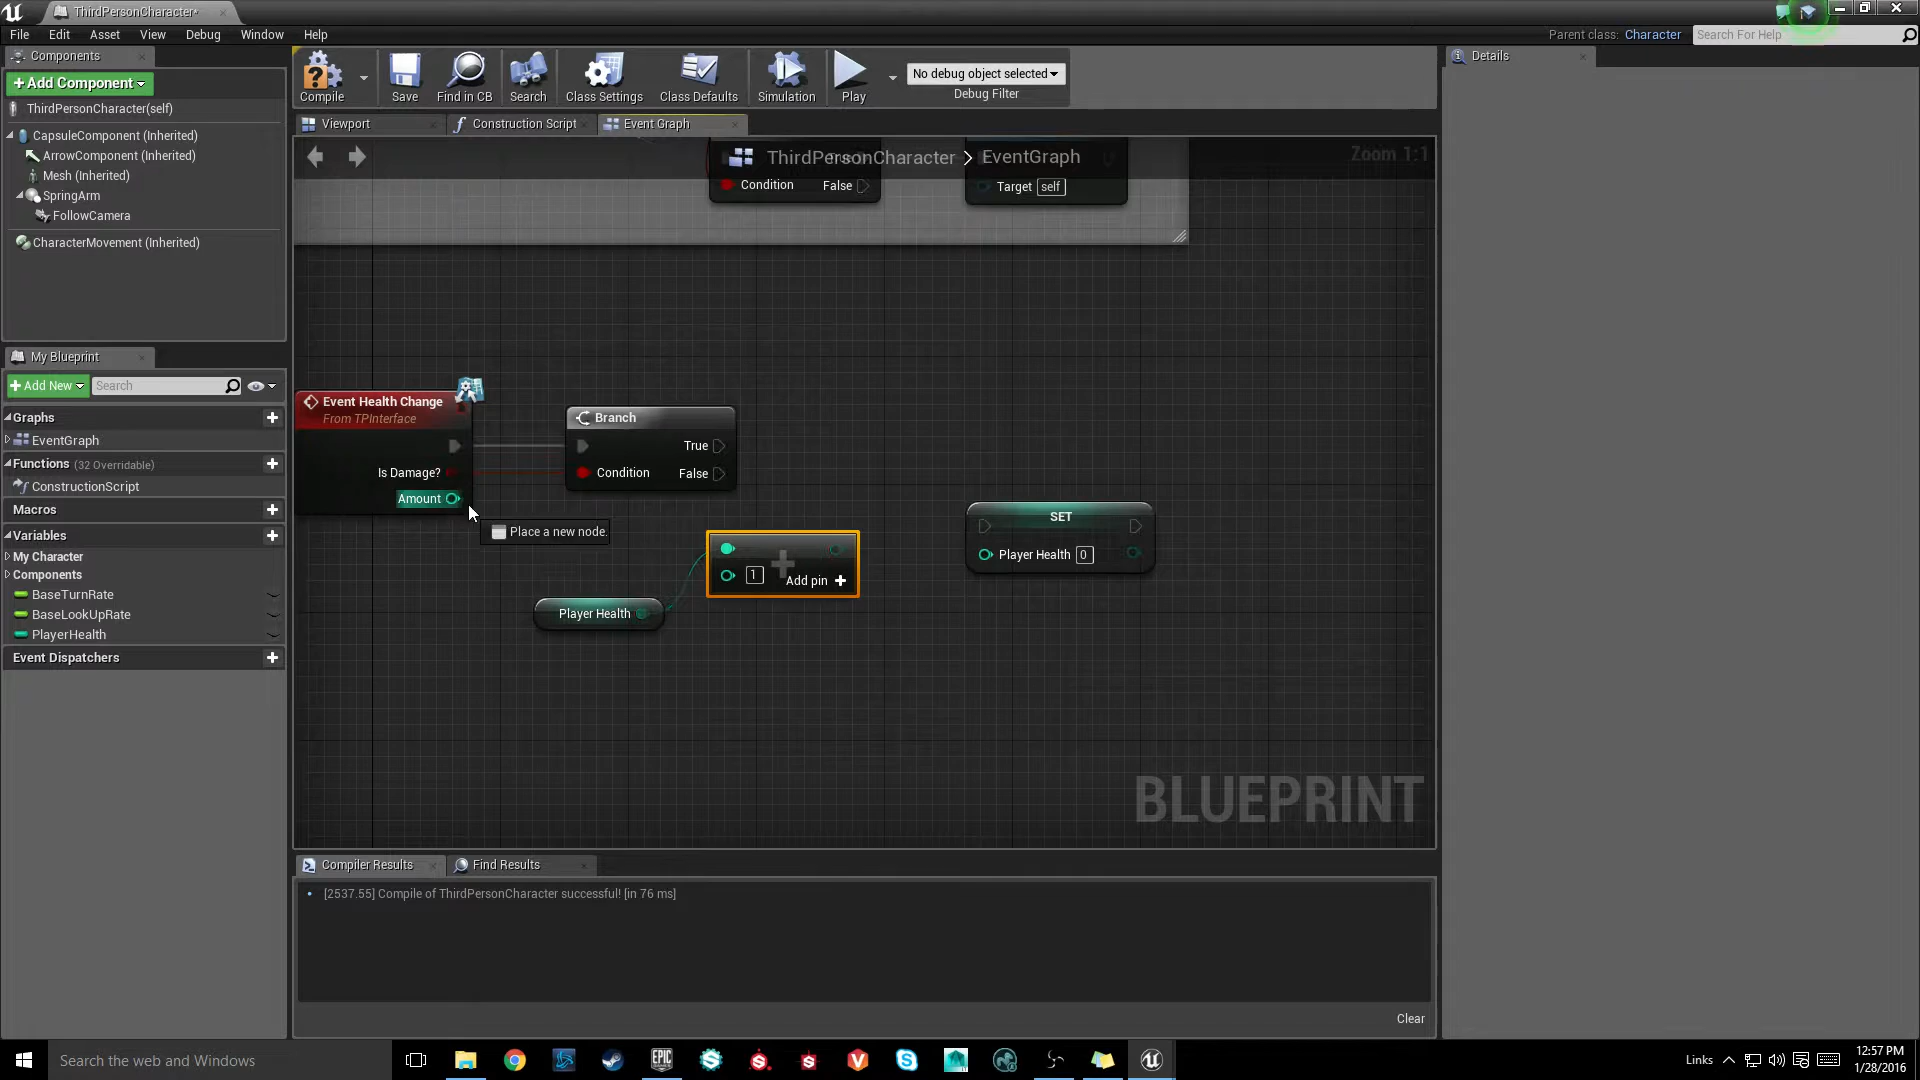 ThirdPersonCharacter*
File Edit Asset View Debug Window Help
Parent class: Character Search For Help
Components
+Add Component
ThirdPersonCharacter(self)
CapsuleComponent (Inherited)
ArrowComponent (Inherited)
Mesh (Inherited)
SpringArm
FollowCamera
CharacterMovement (Inherited)
Compile Save Find in CB Search Class Settings Class Defaults Simulation Play
No debug object selected
Debug Filter
Details
Viewport Construction Script Event Graph
ThirdPersonCharacter > EventGraph
Zoom 1:1
Condition False
Target self
My Blueprint
+Add New Search
Graphs
EventGraph
Functions (32 Overridable)
ConstructionScript
Macros
Variables
My Character
Components
BaseTurnRate
BaseLookUpRate
PlayerHealth
Event Dispatchers
Event Health Change
From TPInterface
Is Damage?
Amount
Place a new node.
Branch
True
Condition
False
1
Add pin +
Player Health
SET
Player Health 0
BLUEPRINT
Compiler Results Find Results
[2537.55] Compile of ThirdPersonCharacter successful! [in 76 ms]
Clear
Search the web and Windows
EPIC
Links
12:57 PM
1/28/2016